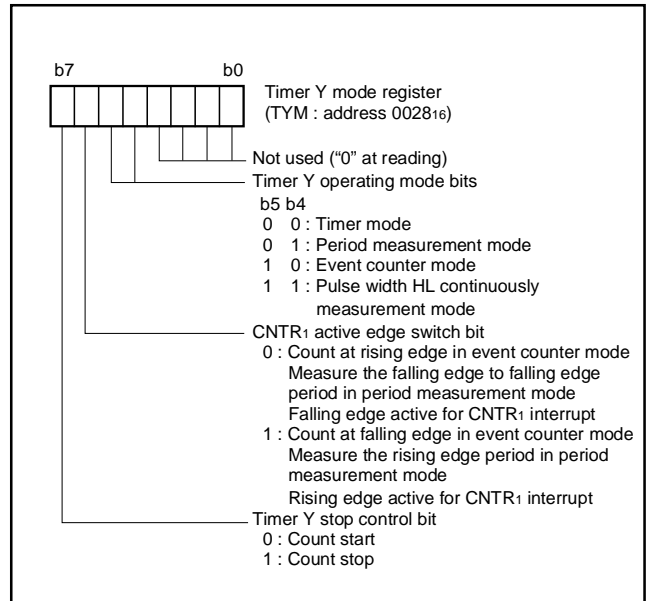 b7 b0
Timer Y mode register
(TYM : address 002816)
Not used (“0” at reading)
Timer Y operating mode bits
b5 b4
0 0 : Timer mode
0 1 : Period measurement mode
1 0 : Event counter mode
1 1 : Pulse width HL continuously
measurement mode
CNTR1 active edge switch bit
0 : Count at rising edge in event counter mode
Measure the falling edge to falling edge
period in period measurement mode
Falling edge active for CNTR1 interrupt
1 : Count at falling edge in event counter mode
Measure the rising edge period in period
measurement mode
Rising edge active for CNTR1 interrupt
Timer Y stop control bit
0 : Count start
1 : Count stop